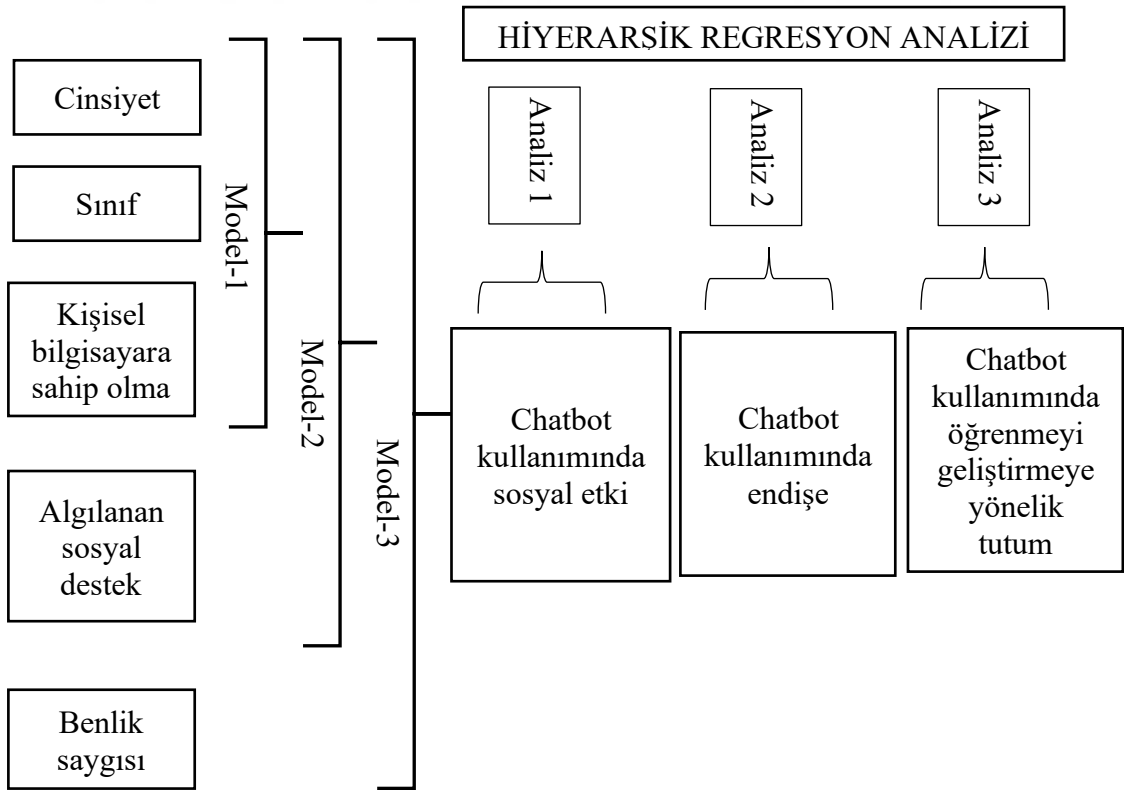 HİYERARŞİK REGRESYON ANALİZİ
Cinsiyet
Sınıf
Kişisel
bilgisayara
sahip olma
Algılanan
sosyal
destek
Benlik
saygısı
Model-1
Model-2
Model-3
Analiz 1
Analiz 2
Analiz 3
Chatbot
kullanımında
sosyal etki
Chatbot
kullanımında
endişe
Chatbot
kullanımında
öğrenmeyi
geliştirmeye
yönelik
tutum